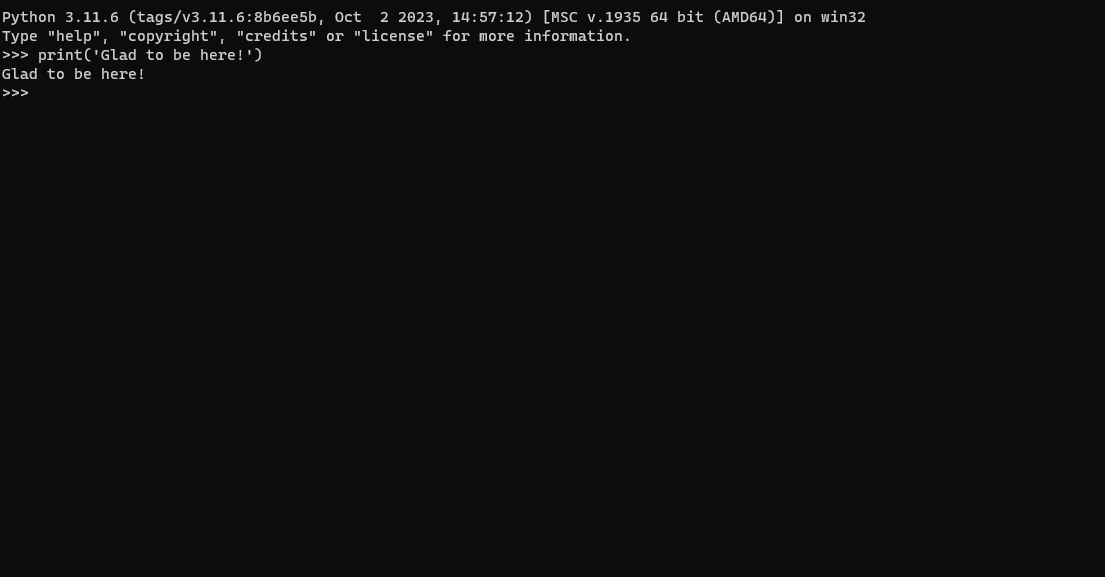 Python 3.11.6 (tags/v3.11.6:8b6ee5b, Oct  2 2023, 14:57:12) [MSC v.1935 64 bit (AMD64)] on win32
Type "help", "copyright", "credits" or "license" for more information.
>>> print('Glad to be here!')
Glad to be here!
>>>